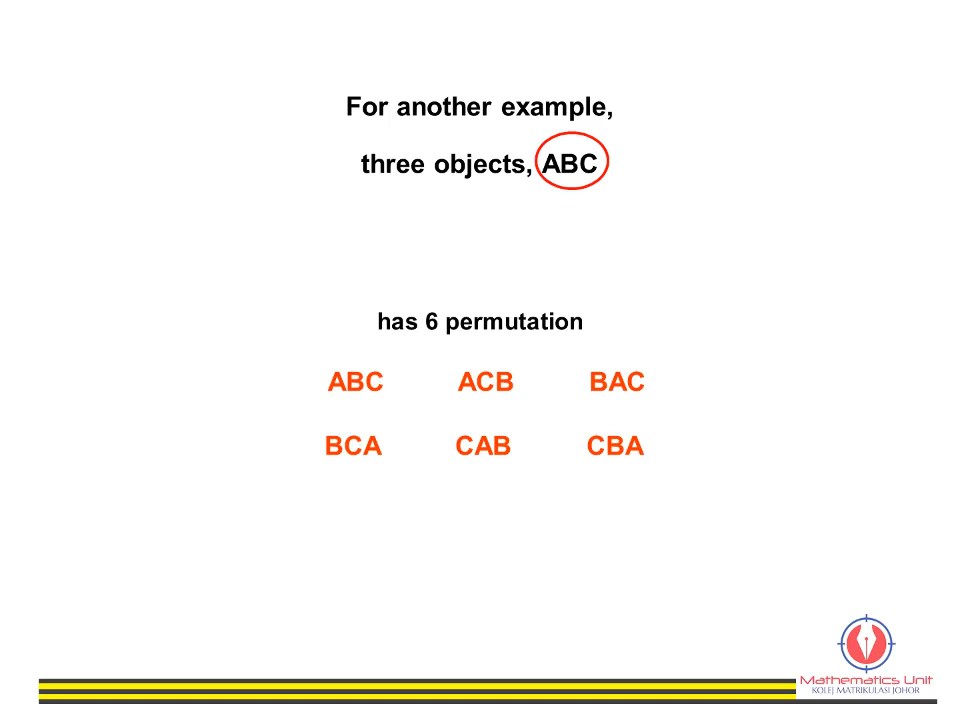 For another example,
three objects, ABC
has 6 permutation
ABC ACB BAC
BCA CAB CBA
Mathematics Unit
KOLEJ MATRIKULASI JOHOR